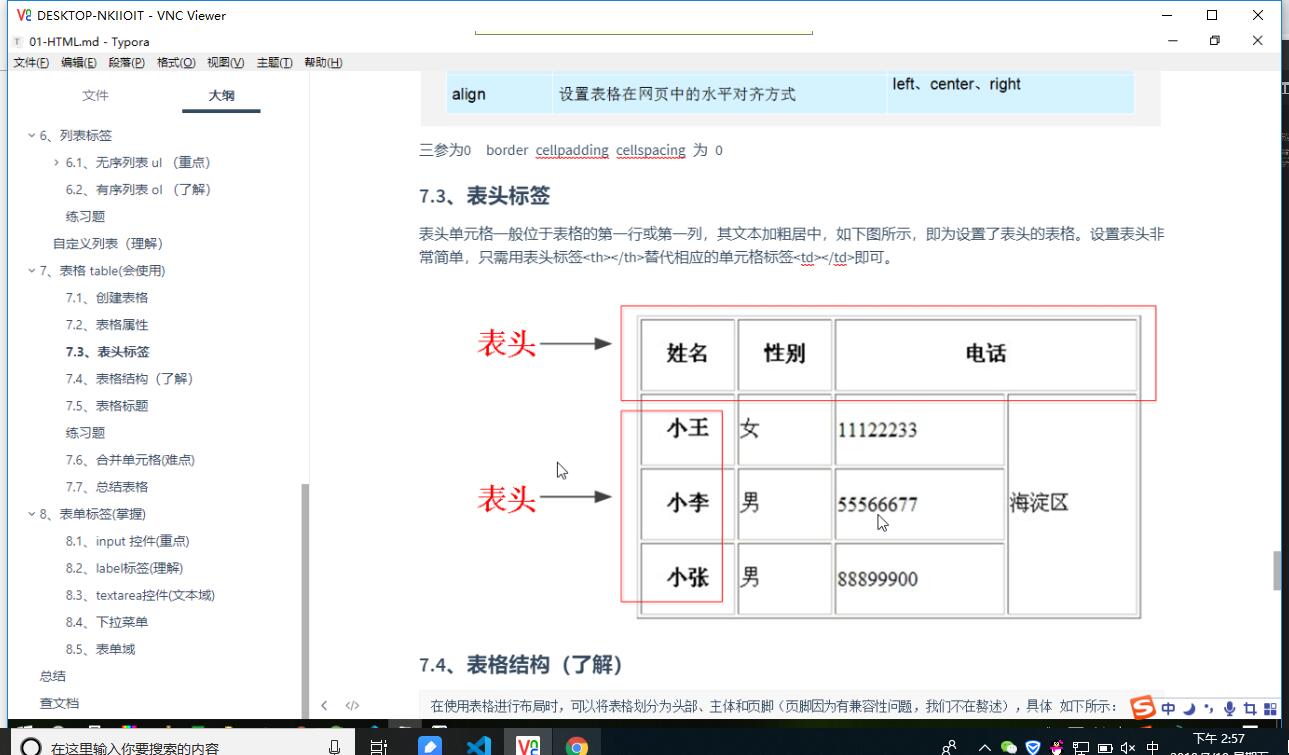 DESKTOP-NKIIOIT - VNC Viewer
01-HTML.md - Typora
文件(F) 编辑(E) 段落(P) 格式(O) 视图(V) 主题(T) 帮助(H)
文件 大纲
6、列表标签
6.1、无序列表 ul （重点）
6.2、有序列表 ol （了解）
练习题
自定义列表（理解）
7、表格 table(会使用)
7.1、创建表格
7.2、表格属性
7.3、表头标签
7.4、表格结构（了解）
7.5、表格标题
练习题
7.6、合并单元格(难点)
7.7、总结表格
8、表单标签(掌握)
8.1、input 控件(重点)
8.2、label标签(理解)
8.3、textarea控件(文本域)
8.4、下拉菜单
8.5、表单域
总结
查文档
align 设置表格在网页中的水平对齐方式 left、center、right
三参为0 border cellpadding cellspacing 为 0
7.3、表头标签
表头单元格一般位于表格的第一行或第一列，其文本加粗居中，如下图所示，即为设置了表头的表格。设置表头非
常简单，只需用表头标签<th></th>替代相应的单元格标签<td></td>即可。
表头 姓名 性别 电话
小王 女 11122233
表头 小李 男 55566677 海淀区
小张 男 88899900
7.4、表格结构（了解）
在使用表格进行布局时，可以将表格划分为头部、主体和页脚（页脚因为有兼容性问题，我们不在赘述），具体 如下所示：
中
在这里输入你要搜索的内容
中
下午 2:57